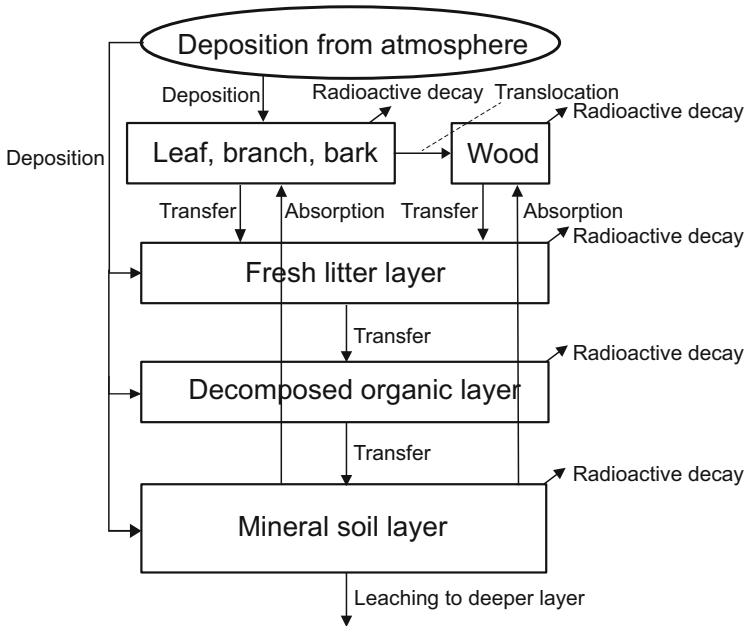 Deposition from atmosphere
Deposition
Radioactive decay
Translocation
Radioactive decay
Deposition
Leaf, branch, bark
Wood
Transfer
Absorption
Transfer
Absorption
Radioactive decay
Fresh litter layer
Transfer
Radioactive decay
Decomposed organic layer
Transfer
Radioactive decay
Mineral soil layer
Leaching to deeper layer